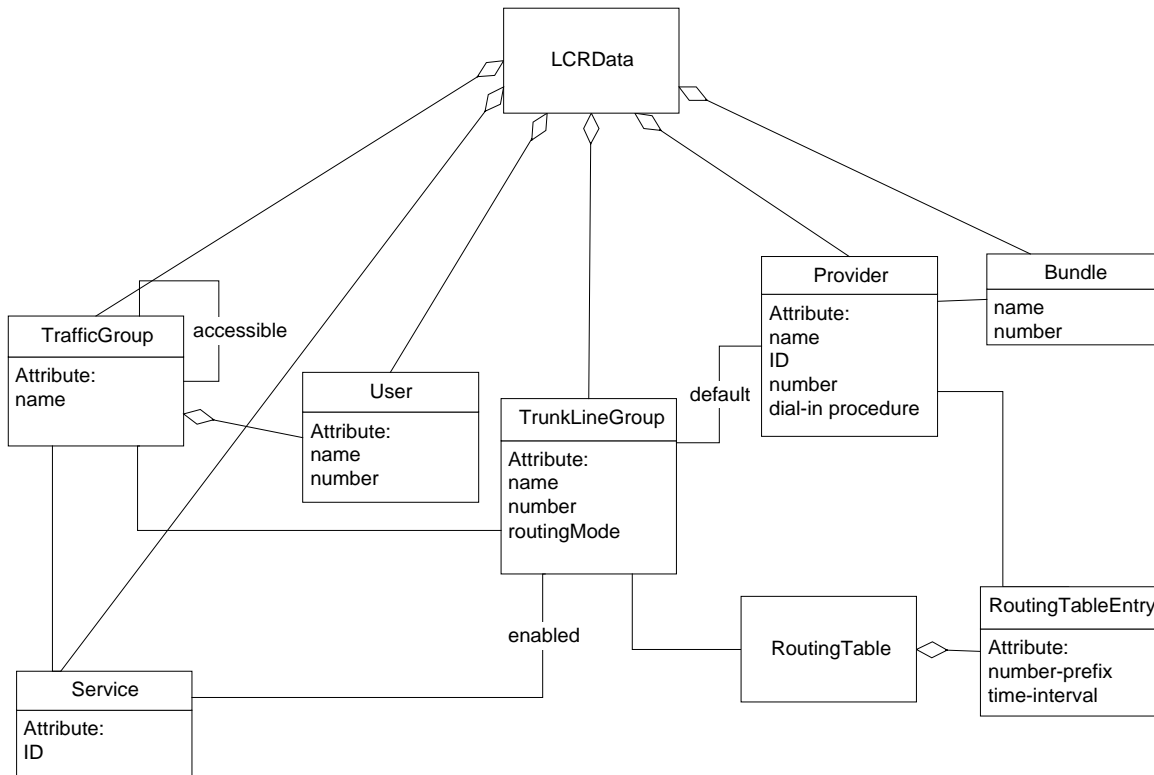 LCRData
Provider
Attribute:
name
ID
number
dial-in procedure
Bundle
name
number
TrafficGroup
Attribute:
name
accessible
User
Attribute:
name
number
default
TrunkLineGroup
Attribute:
name
number
routingMode
enabled
RoutingTable
RoutingTableEntry
Attribute:
number-prefix
time-interval
Service
Attribute:
ID